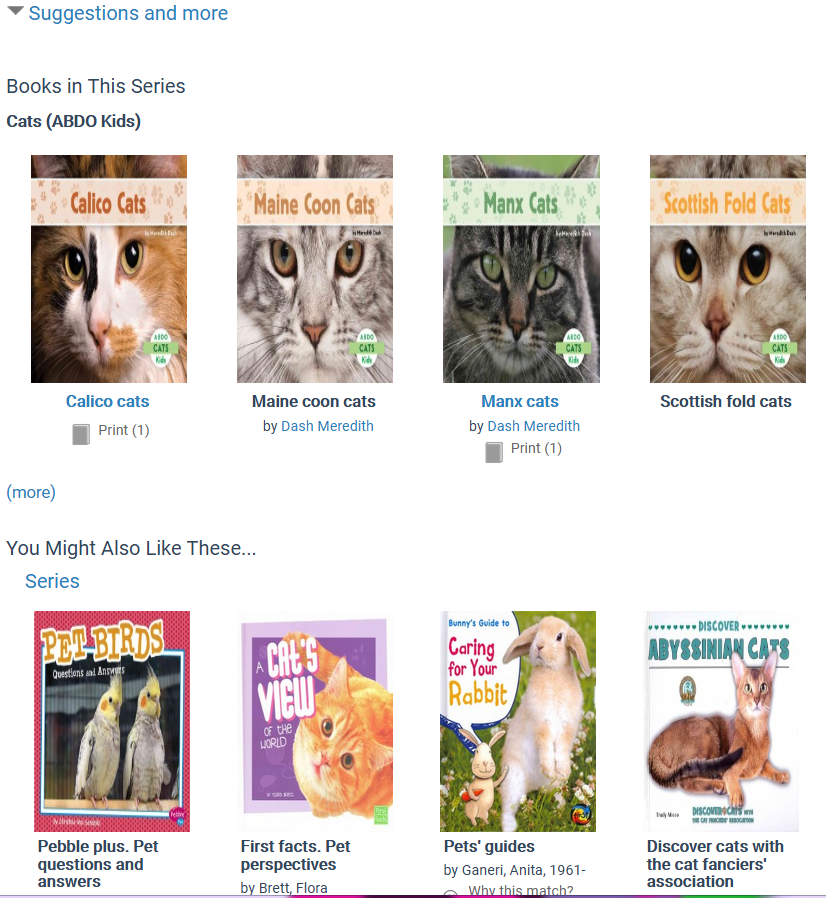 Suggestions and more
Books in This Series
Cats (ABDO Kids)
Calico Cats
by Meredith Dash
ABDO
CATS
Kids
Maine Coon Cats
by Meredith Dash
ABDO
CATS
Kids
Manx Cats
by Meredith Dash
ABDO
CATS
Kids
Scottish Fold Cats
by Meredith Dash
ABDO
CATS
Kids
Calico cats
Print (1)
Maine coon cats
by Dash Meredith
Manx cats
by Dash Meredith
Print (1)
Scottish fold cats
(more)
You Might Also Like These...
Series
PET BIRDS
Questions and Answers
A CAT'S
VIEW
OF THE
WORLD
Bunny's Guide to
Caring
for Your
Rabbit
DISCOVER
ABYSSINIAN CATS
Trudy Micco
DISCOVER CATS WITH
THE CAT FANCIERS' ASSOCIATION
Pebble plus. Pet
questions and
answers
First facts. Pet
perspectives
by Brett, Flora
Pets' guides
by Ganeri, Anita, 1961-
Why this match?
Discover cats with
the cat fanciers'
association